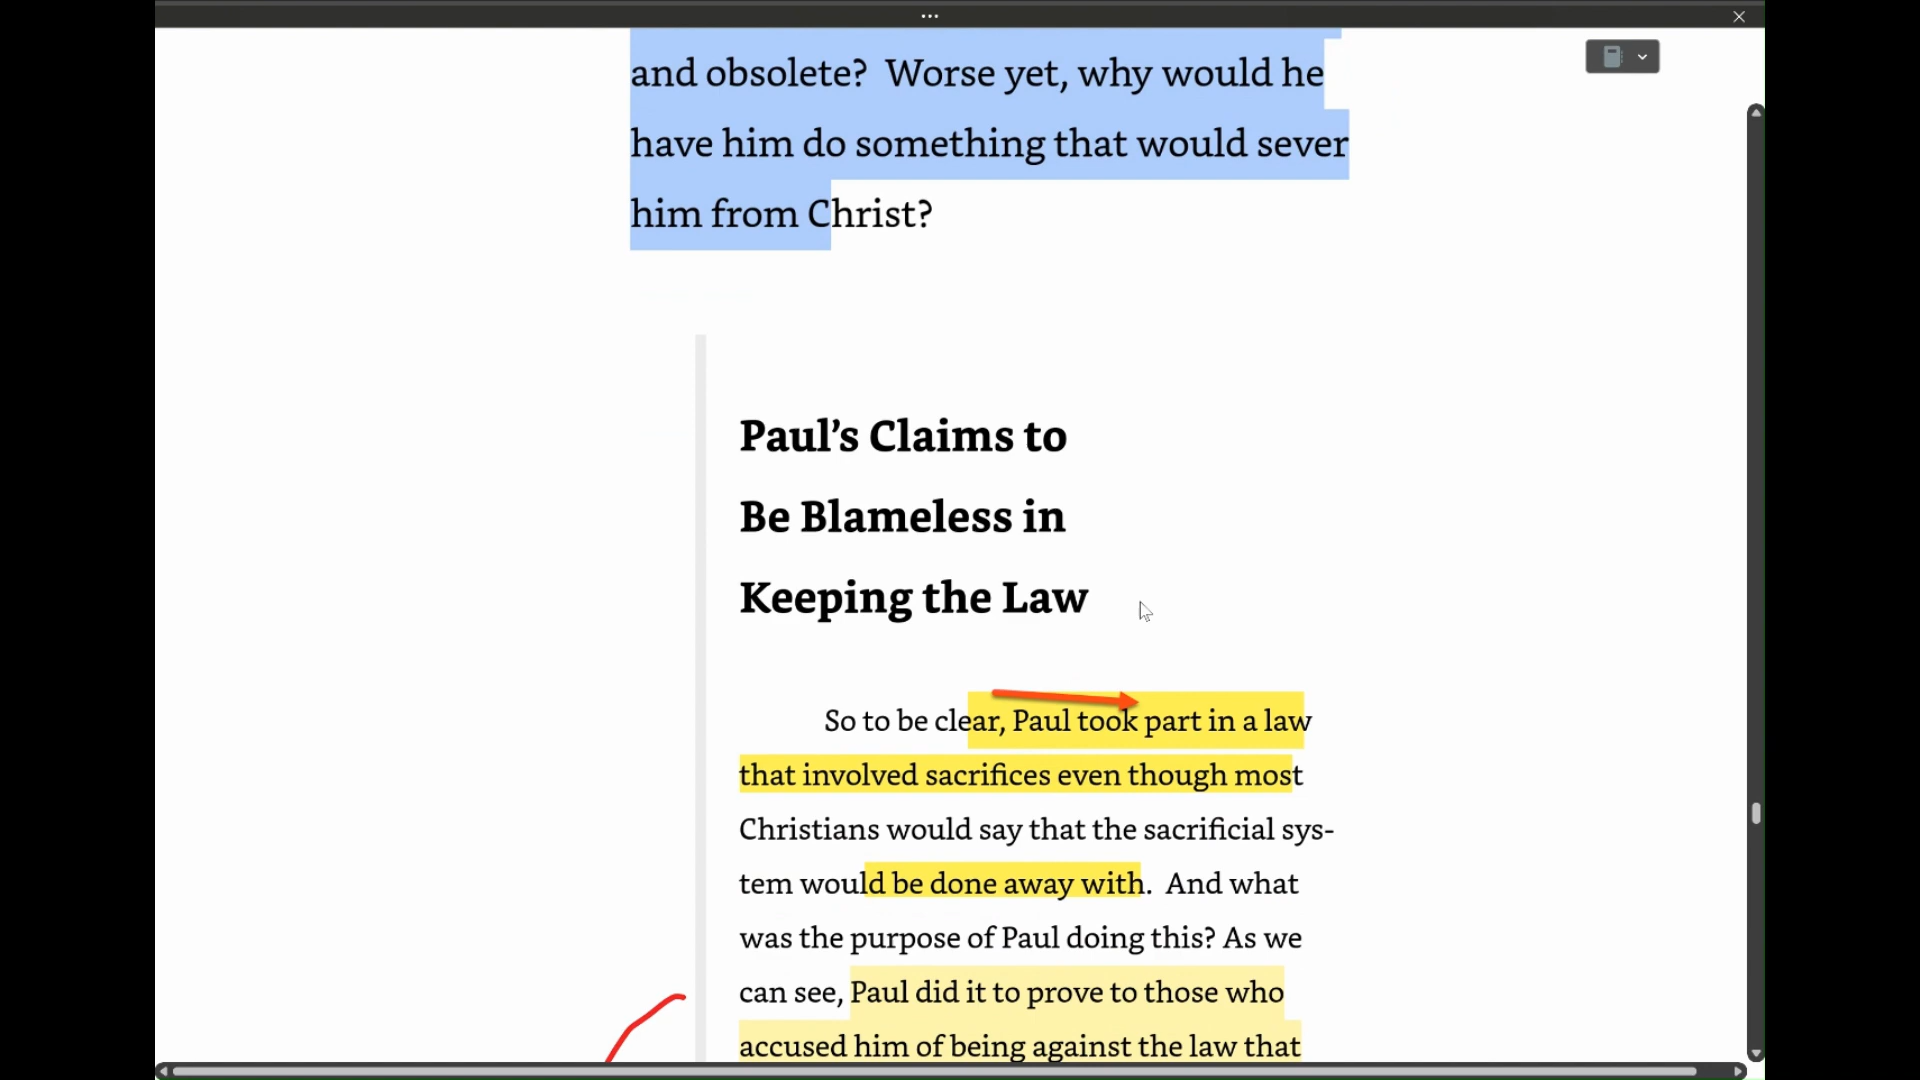 and obsolete?  Worse yet, why would he
have him do something that would sever
him from Christ?
Paul’s Claims to
Be Blameless in
Keeping the Law
So to be clear, Paul took part in a law
that involved sacrifices even though most
Christians would say that the sacrificial sys-
tem would be done away with.  And what
was the purpose of Paul doing this? As we
can see, Paul did it to prove to those who
accused him of being against the law that